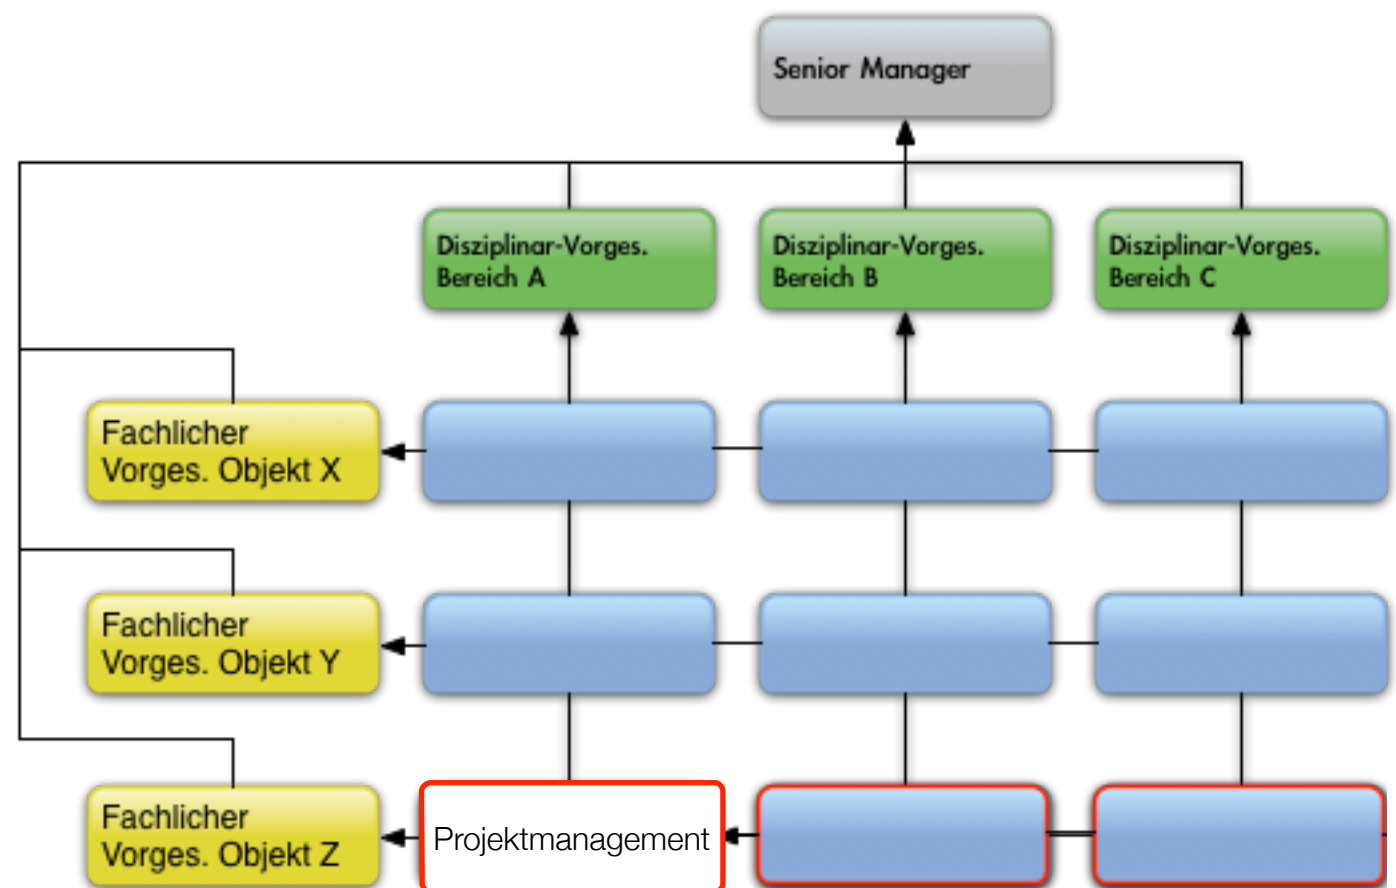 Senior Manager
Disziplinar-Vorges.
Bereich A
Disziplinar-Vorges.
Bereich B
Disziplinar-Vorges.
Bereich C
Fachlicher
Vorges. Objekt X
Fachlicher
Vorges. Objekt Y
Fachlicher
Vorges. Objekt Z
Projektmanagement